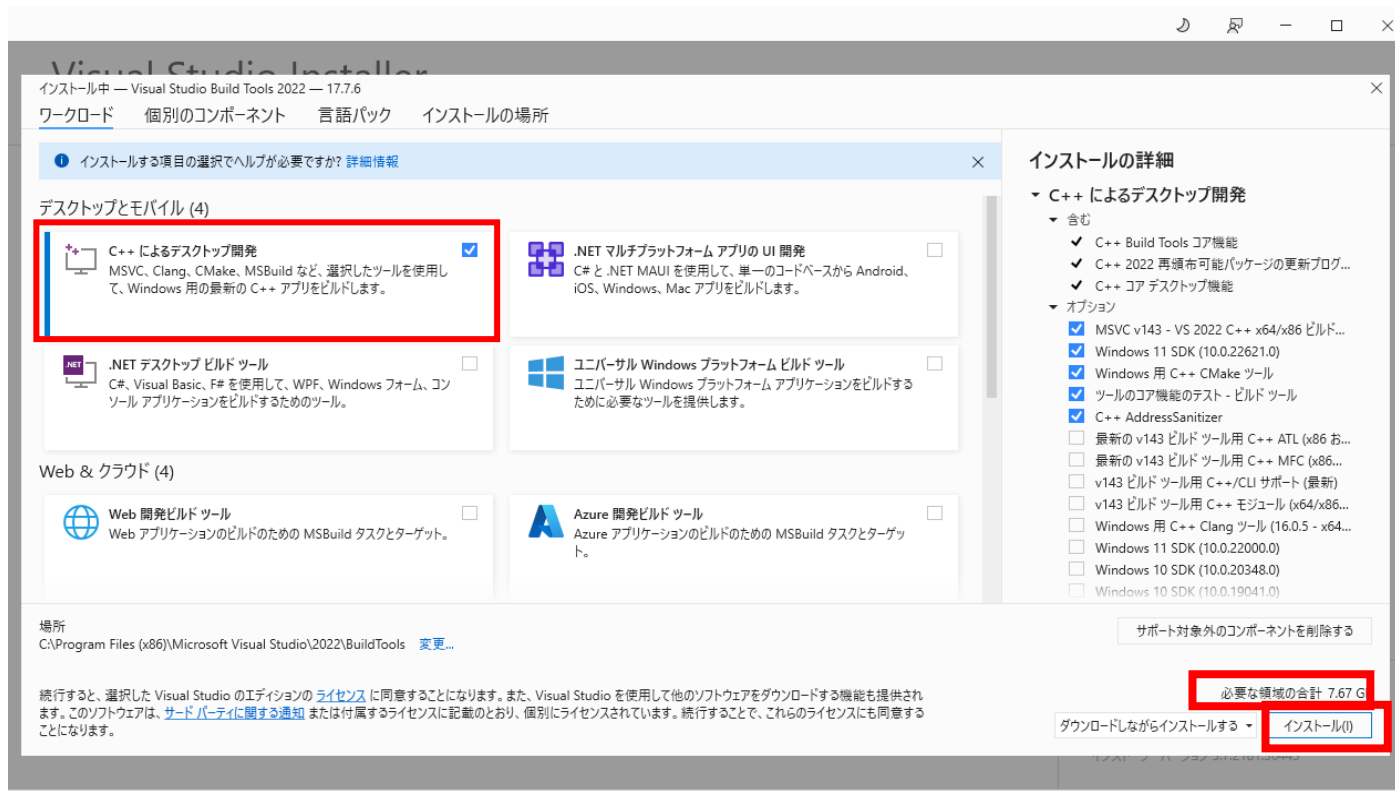 Visual Studio Installer
インストール中 — Visual Studio Build Tools 2022 — 17.7.6
ワークロード 個別のコンポーネント 言語パック インストールの場所
インストールする項目の選択でヘルプが必要ですか? 詳細情報
デスクトップとモバイル (4)
C++ によるデスクトップ開発
MSVC、Clang、CMake、MSBuild など、選択したツールを使用し
て、Windows 用の最新の C++ アプリをビルドします。
.NET マルチプラットフォーム アプリの UI 開発
C# と .NET MAUI を使用して、単一のコードベースから Android、
iOS、Windows、Mac アプリをビルドします。
.NET
.NET デスクトップ ビルド ツール
C#、Visual Basic、F# を使用して、WPF、Windows フォーム、コン
ソール アプリケーションをビルドするためのツール。
ユニバーサル Windows プラットフォーム ビルド ツール
ユニバーサル Windows プラットフォーム アプリケーションをビルドする
ために必要なツールを提供します。
Web & クラウド (4)
Web 開発ビルド ツール
Web アプリケーションのビルドのための MSBuild タスクとターゲット。
Azure 開発ビルド ツール
Azure アプリケーションのビルドのための MSBuild タスクとターゲッ
ト。
インストールの詳細
C++ によるデスクトップ開発
含む
C++ Build Tools コア機能
C++ 2022 再頒布可能パッケージの更新プログ...
C++ コア デスクトップ機能
オプション
MSVC v143 - VS 2022 C++ x64/x86 ビルド...
Windows 11 SDK (10.0.22621.0)
Windows 用 C++ CMake ツール
ツールのコア機能のテスト - ビルド ツール
C++ AddressSanitizer
最新の v143 ビルド ツール用 C++ ATL (x86 お...
最新の v143 ビルド ツール用 C++ MFC (x86...
v143 ビルド ツール用 C++/CLI サポート (最新)
v143 ビルド ツール用 C++ モジュール (x64/x86...
Windows 用 C++ Clang ツール (16.0.5 - x64...
Windows 11 SDK (10.0.22000.0)
Windows 10 SDK (10.0.20348.0)
Windows 10 SDK (10.0.19041.0)
場所
C:\Program Files (x86)\Microsoft Visual Studio\2022\BuildTools 変更...
サポート対象外のコンポーネントを削除する
続行すると、選択した Visual Studio のエディションの ライセンス に同意することになります。また、Visual Studio を使用して他のソフトウェアをダウンロードする機能も提供され
ます。このソフトウェアは、サード パーティに関する通知 または付属するライセンスに記載のとおり、個別にライセンスされています。続行することで、これらのライセンスにも同意する
ことになります。
必要な領域の合計 7.67 G
ダウンロードしながらインストールする インストール(I)